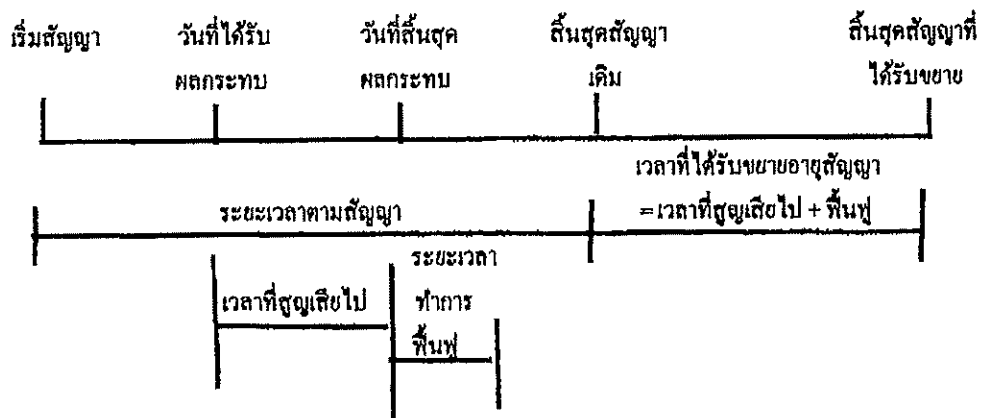 เริ่มสัญญา
วันที่ได้รับ
ผลกระทบ
วันที่สิ้นสุด
ผลกระทบ
สิ้นสุดสัญญา
เดิม
สิ้นสุดสัญญาที่
ได้รับขยาย
เวลาที่ได้รับขยายอายุสัญญา
=เวลาที่สูญเสียไป + ฟื้นฟู
ระยะเวลาตามสัญญา
ระยะเวลา
ทำการ
ฟื้นฟู
เวลาที่สูญเสียไป